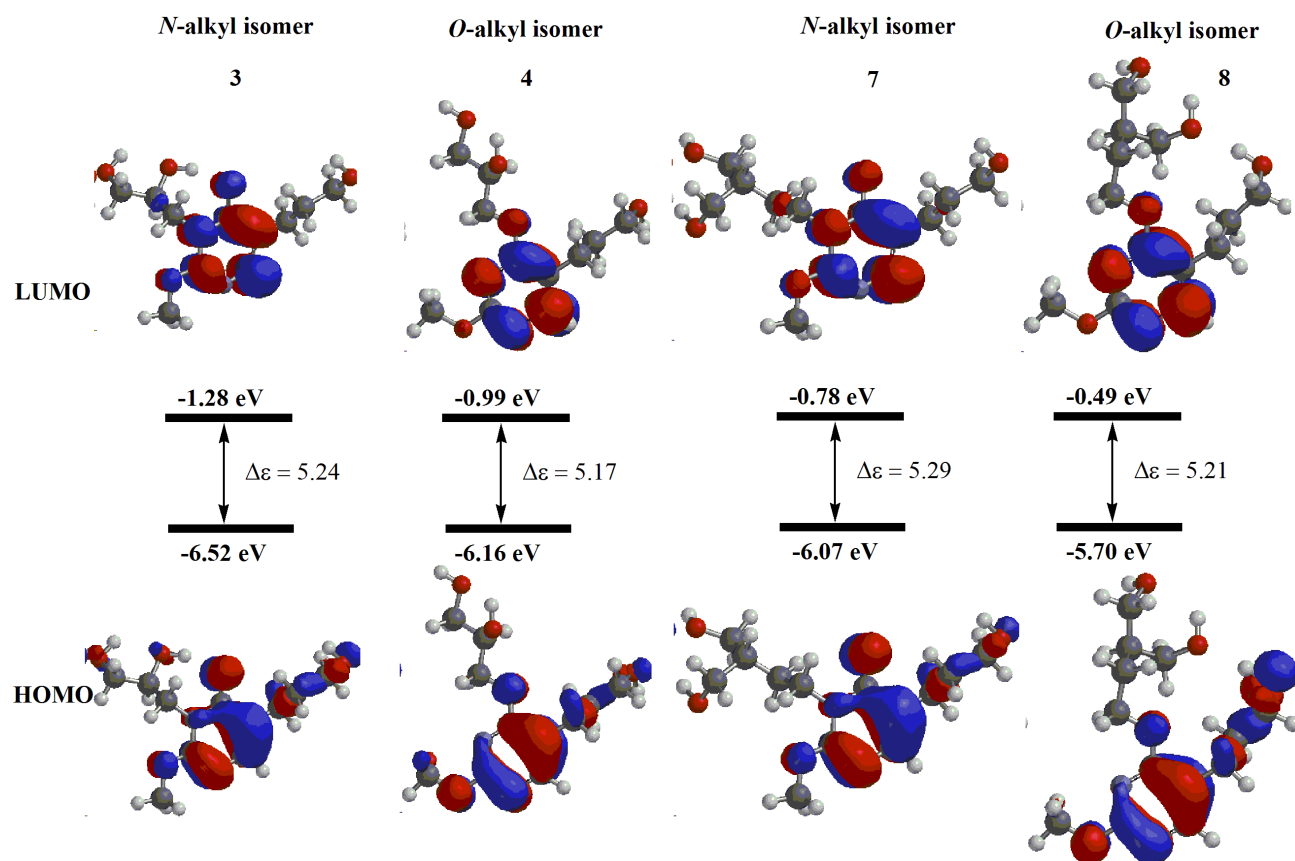 N-alkyl isomer O-alkyl isomer N-alkyl isomer O-alkyl isomer
3 4 7 8
LUMO
-1.28 eV -0.99 eV -0.78 eV -0.49 eV
Δε = 5.24 Δε = 5.17 Δε = 5.29 Δε = 5.21
-6.52 eV -6.16 eV -6.07 eV -5.70 eV
HOMO